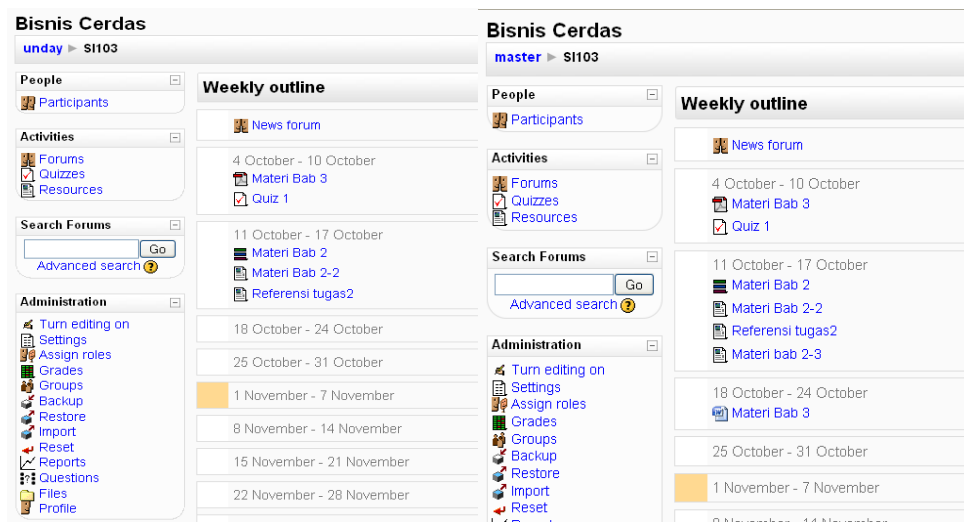 Bisnis Cerdas
unday ► SI103
People
Participants
Activities
Forums
Quizzes
Resources
Search Forums
Go
Advanced search ?
Administration
Turn editing on
Settings
Assign roles
Grades
Groups
Backup
Restore
Import
Reset
Reports
Questions
Files
Profile
Weekly outline
News forum
4 October - 10 October
Materi Bab 3
Quiz 1
11 October - 17 October
Materi Bab 2
Materi Bab 2-2
Referensi tugas2
18 October - 24 October
25 October - 31 October
1 November - 7 November
8 November - 14 November
15 November - 21 November
22 November - 28 November
Bisnis Cerdas
master ► SI103
People
Participants
Activities
Forums
Quizzes
Resources
Search Forums
Go
Advanced search ?
Administration
Turn editing on
Settings
Assign roles
Grades
Groups
Backup
Restore
Import
Reset
Weekly outline
News forum
4 October - 10 October
Materi Bab 3
Quiz 1
11 October - 17 October
Materi Bab 2
Materi Bab 2-2
Referensi tugas2
Materi bab 2-3
18 October - 24 October
Materi Bab 3
25 October - 31 October
1 November - 7 November
8 November - 14 November